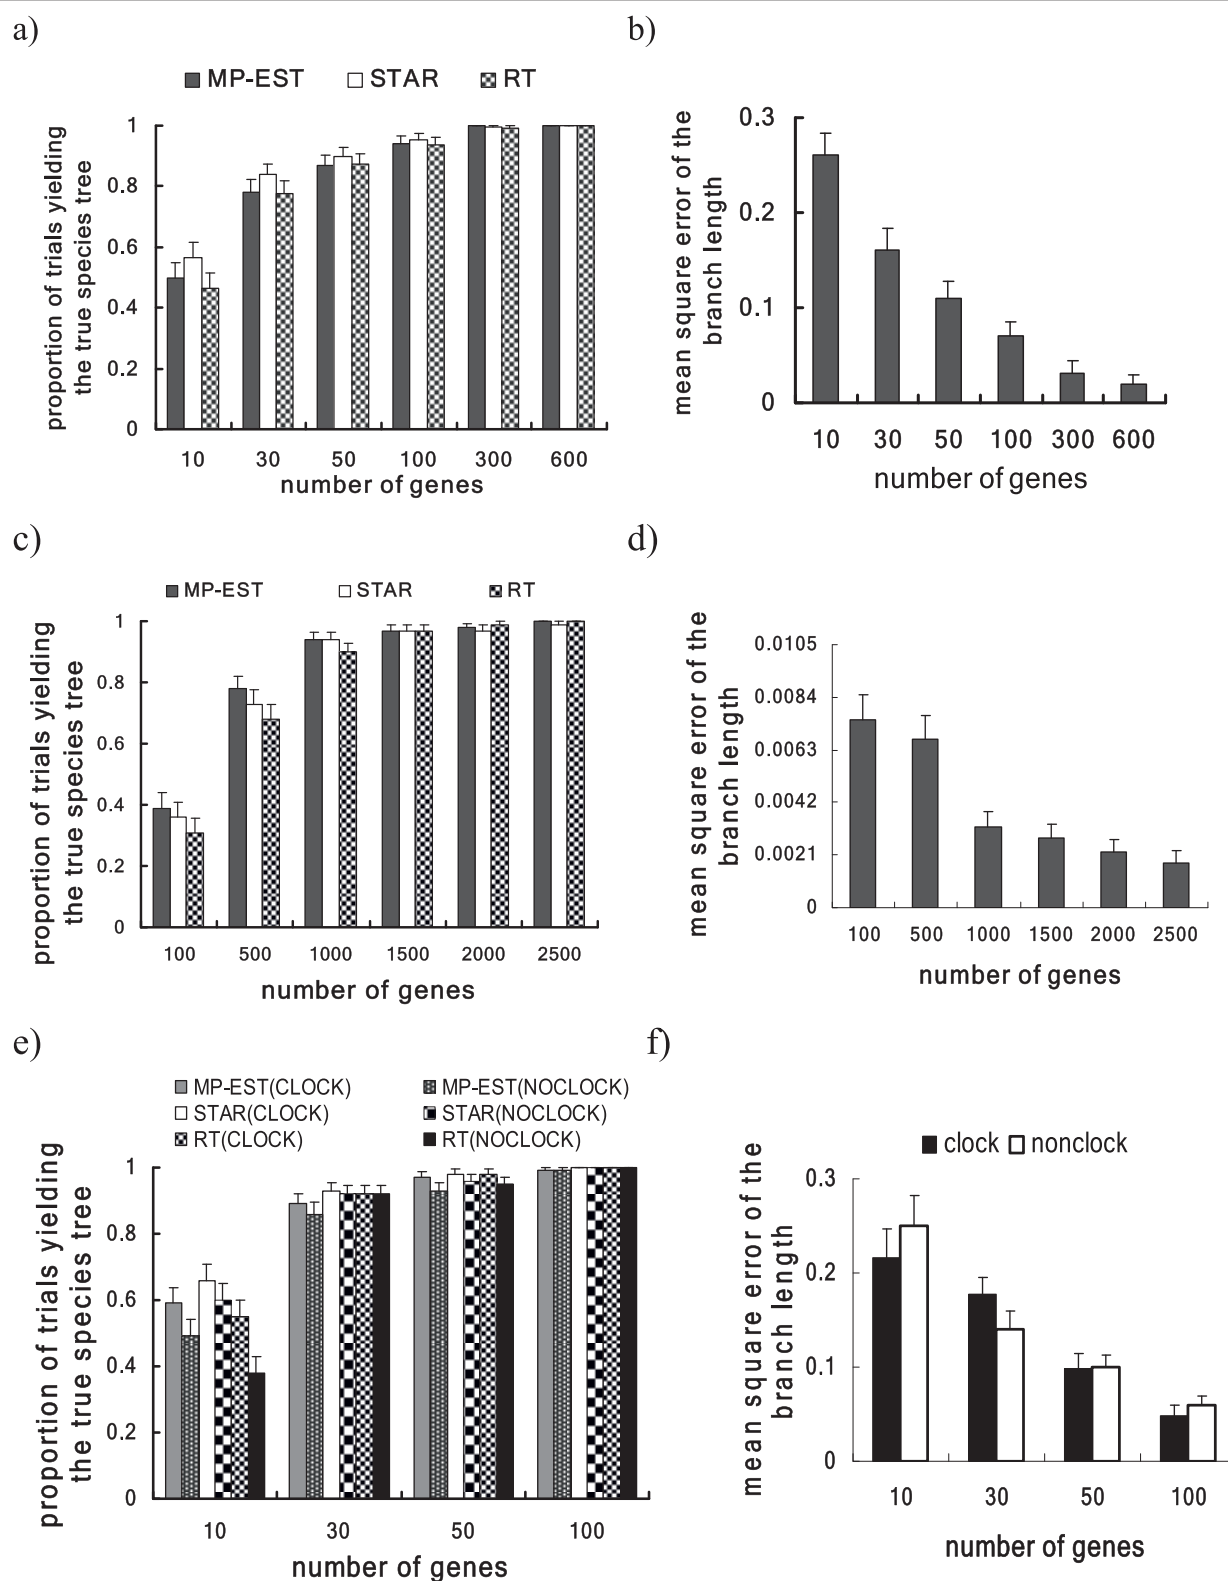 a)
MP-EST STAR RT
proportion of trials yielding
the true species tree
1
0.8
0.6
0.4
0.2
0
10 30 50 100 300 600
number of genes
b)
mean square error of the
branch length
0.3
0.2
0.1
0
10 30 50 100 300 600
number of genes
c)
MP-EST STAR RT
proportion of trials yielding
the true species tree
1
0.8
0.6
0.4
0.2
0
100 500 1000 1500 2000 2500
number of genes
d)
mean square error of the
branch length
0.0105
0.0084
0.0063
0.0042
0.0021
0
100 500 1000 1500 2000 2500
number of genes
e)
MP-EST(CLOCK) MP-EST(NOCLOCK)
STAR(CLOCK) STAR(NOCLOCK)
RT(CLOCK) RT(NOCLOCK)
proportion of trials yielding
the true species tree
1
0.8
0.6
0.4
0.2
0
10 30 50 100
number of genes
f)
clock nonclock
mean square error of the
branch length
0.3
0.2
0.1
0
10 30 50 100
number of genes